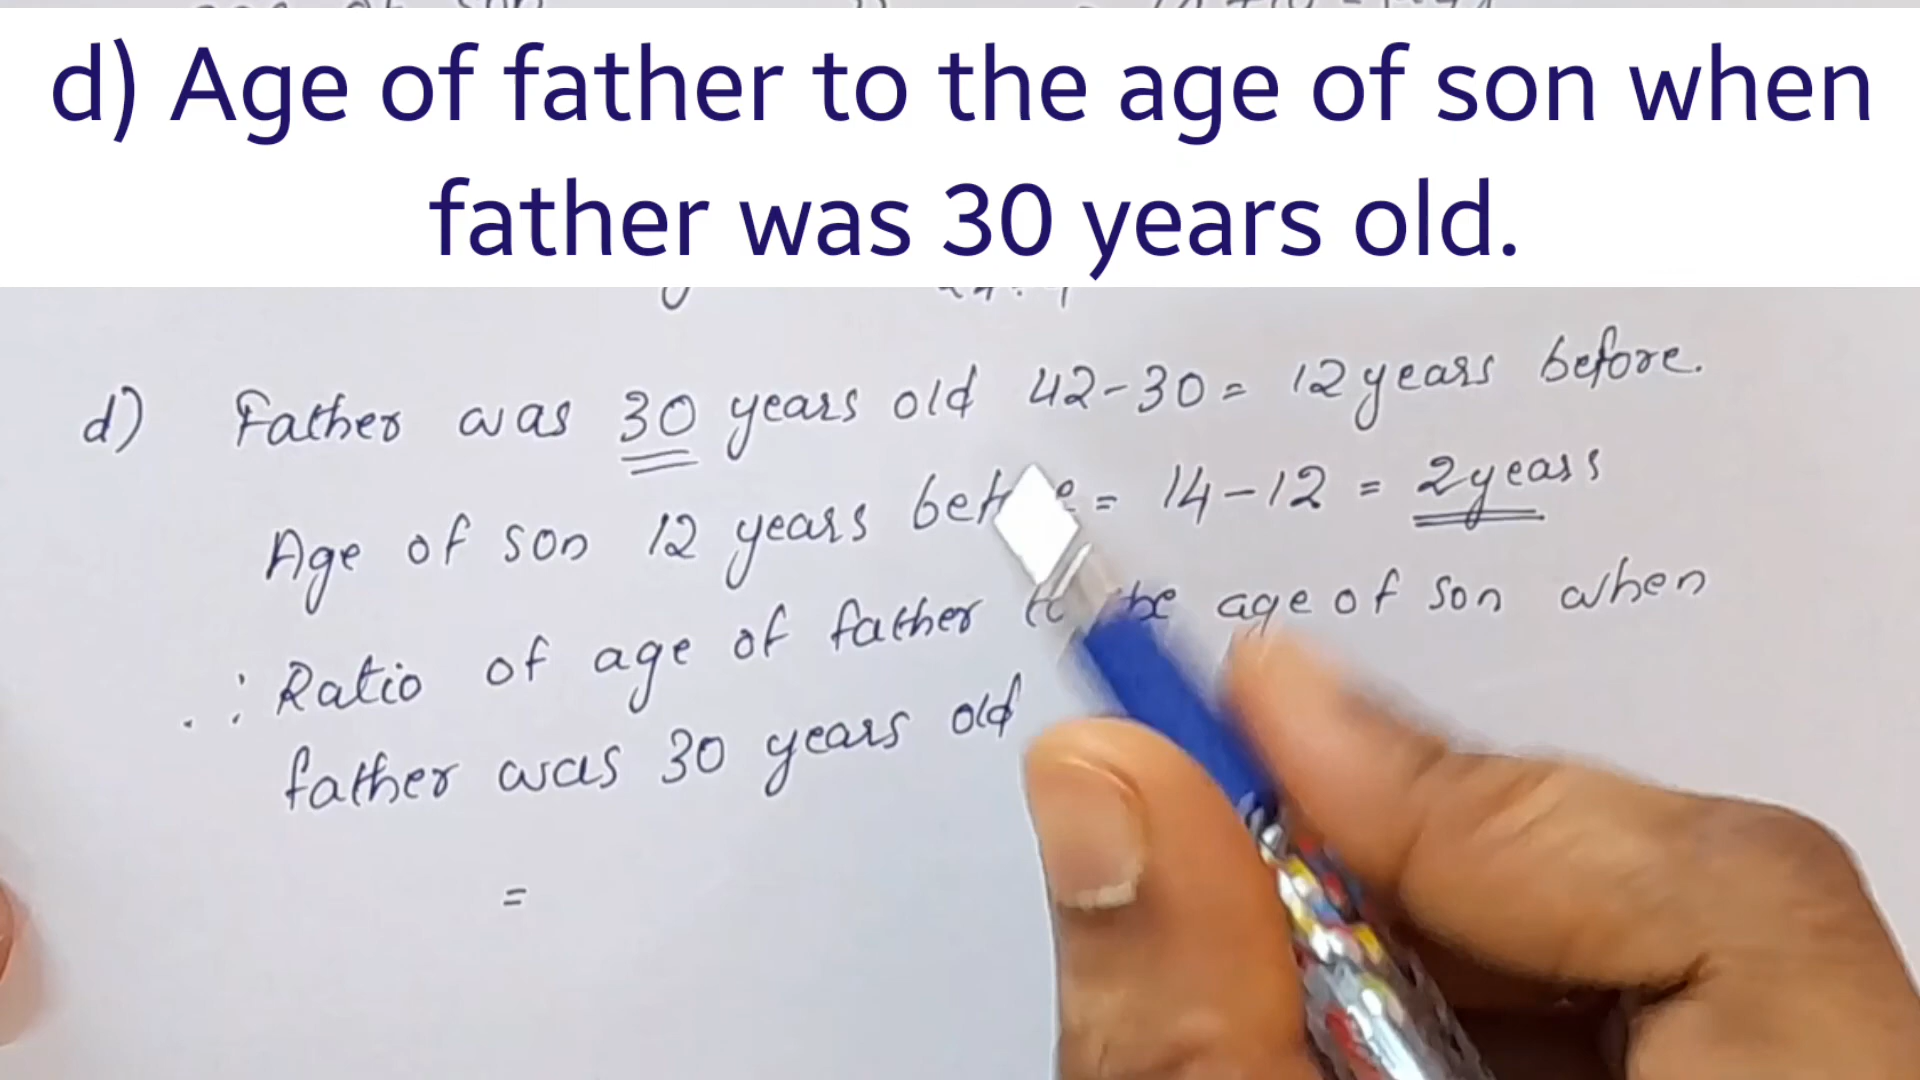 d) Age of father to the age of son when
father was 30 years old.
d) Father was 30 years old 42-30 = 12 years before.
Age of son 12 years = 14-12 = 2 years
∴ Ratio of age of father age of son when
father was 30 years old
=